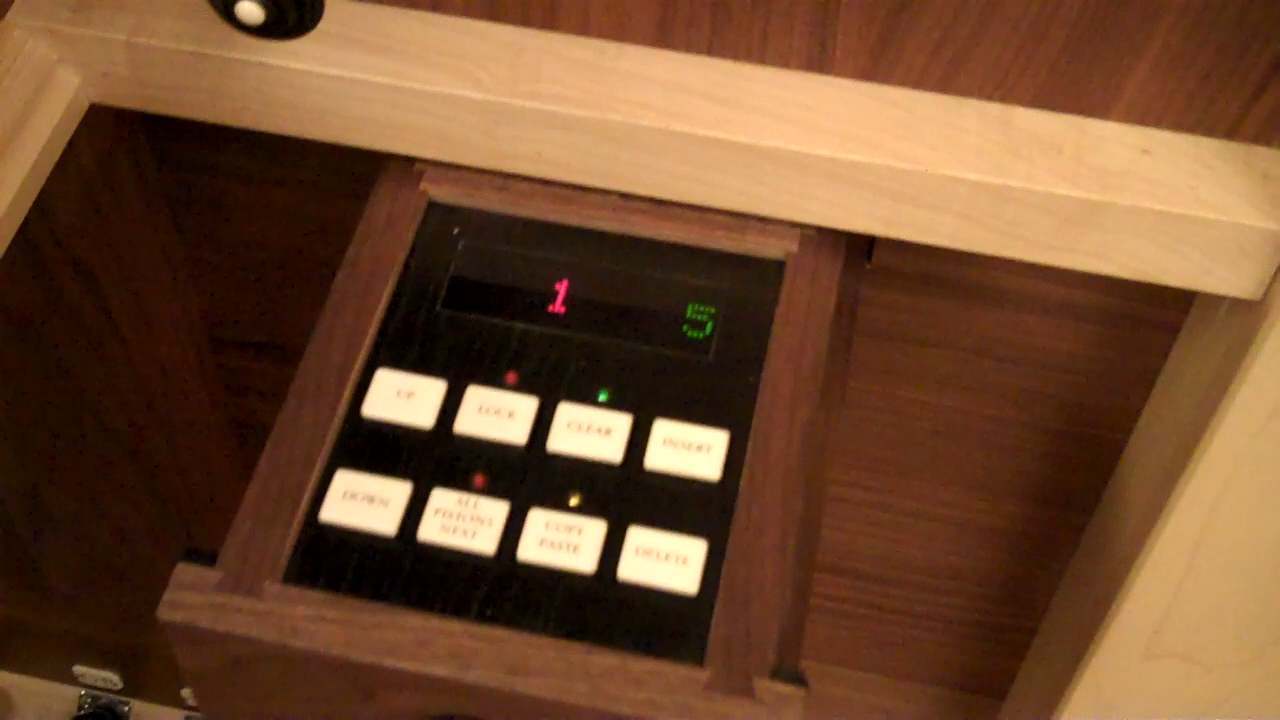 1 5
UP LOCK CLEAR INSERT
DOWN ALL
PISTONS
NEXT
COPY
PASTE
DELETE